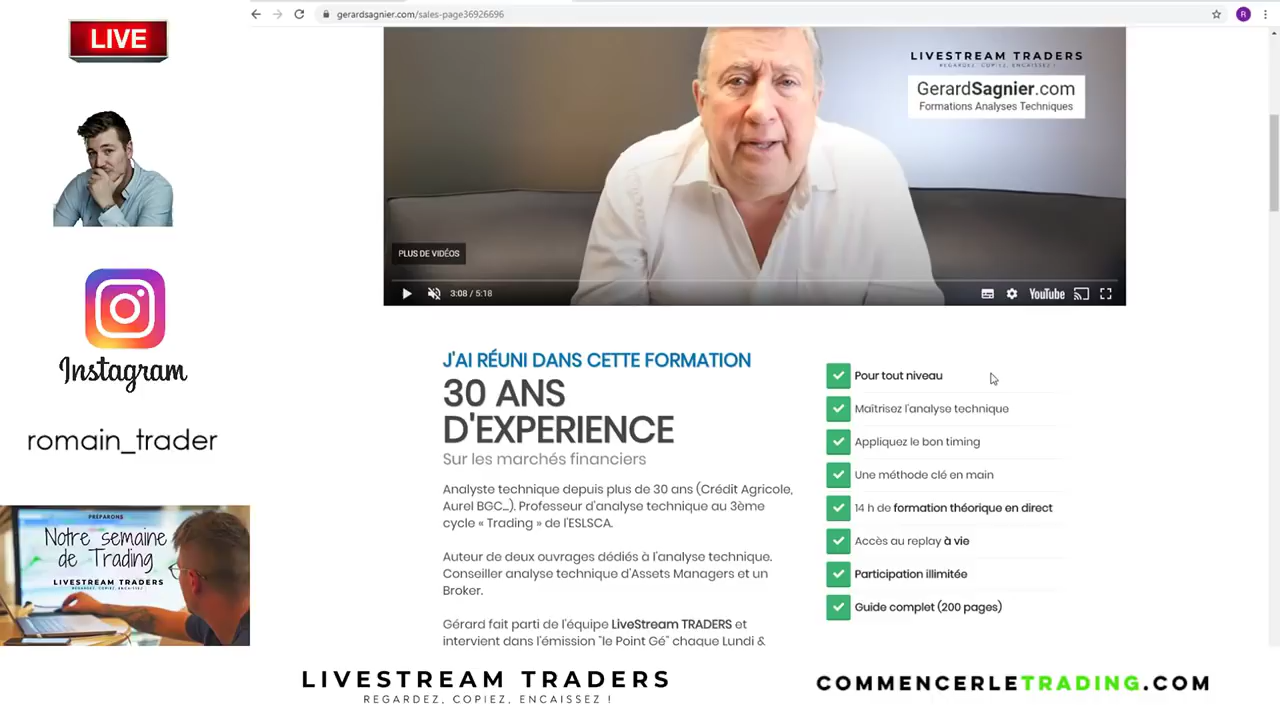 gerardsagnier.com/sales-page36926696
R
LIVE
LIVESTREAM TRADERS
REGARDEZ, COPIEZ, ENCAISSEZ !
GerardSagnier.com
Formations Analyses Techniques
PLUS DE VIDÉOS
3:08 / 5:18
YouTube
Instagram
romain_trader
PRÉPARONS
Notre semaine
de Trading
LIVESTREAM TRADERS
REGARDEZ, COPIEZ, ENCAISSEZ !
J'AI RÉUNI DANS CETTE FORMATION
30 ANS
D'EXPERIENCE
Sur les marchés financiers
Analyste technique depuis plus de 30 ans (Crédit Agricole,
Aurel BGC...). Professeur d'analyse technique au 3ème
cycle « Trading » de l'ESLSCA.
Auteur de deux ouvrages dédiés à l'analyse technique.
Conseiller analyse technique d'Assets Managers et un
Broker.
Gérard fait parti de l'équipe LiveStream TRADERS et
intervient dans l'émission "le Point Gé" chaque Lundi &
Pour tout niveau
Maîtrisez l'analyse technique
Appliquez le bon timing
Une méthode clé en main
14 h de formation théorique en direct
Accès au replay à vie
Participation illimitée
Guide complet (200 pages)
LIVESTREAM TRADERS
REGARDEZ, COPIEZ, ENCAISSEZ !
COMMENCERLETRADING.COM